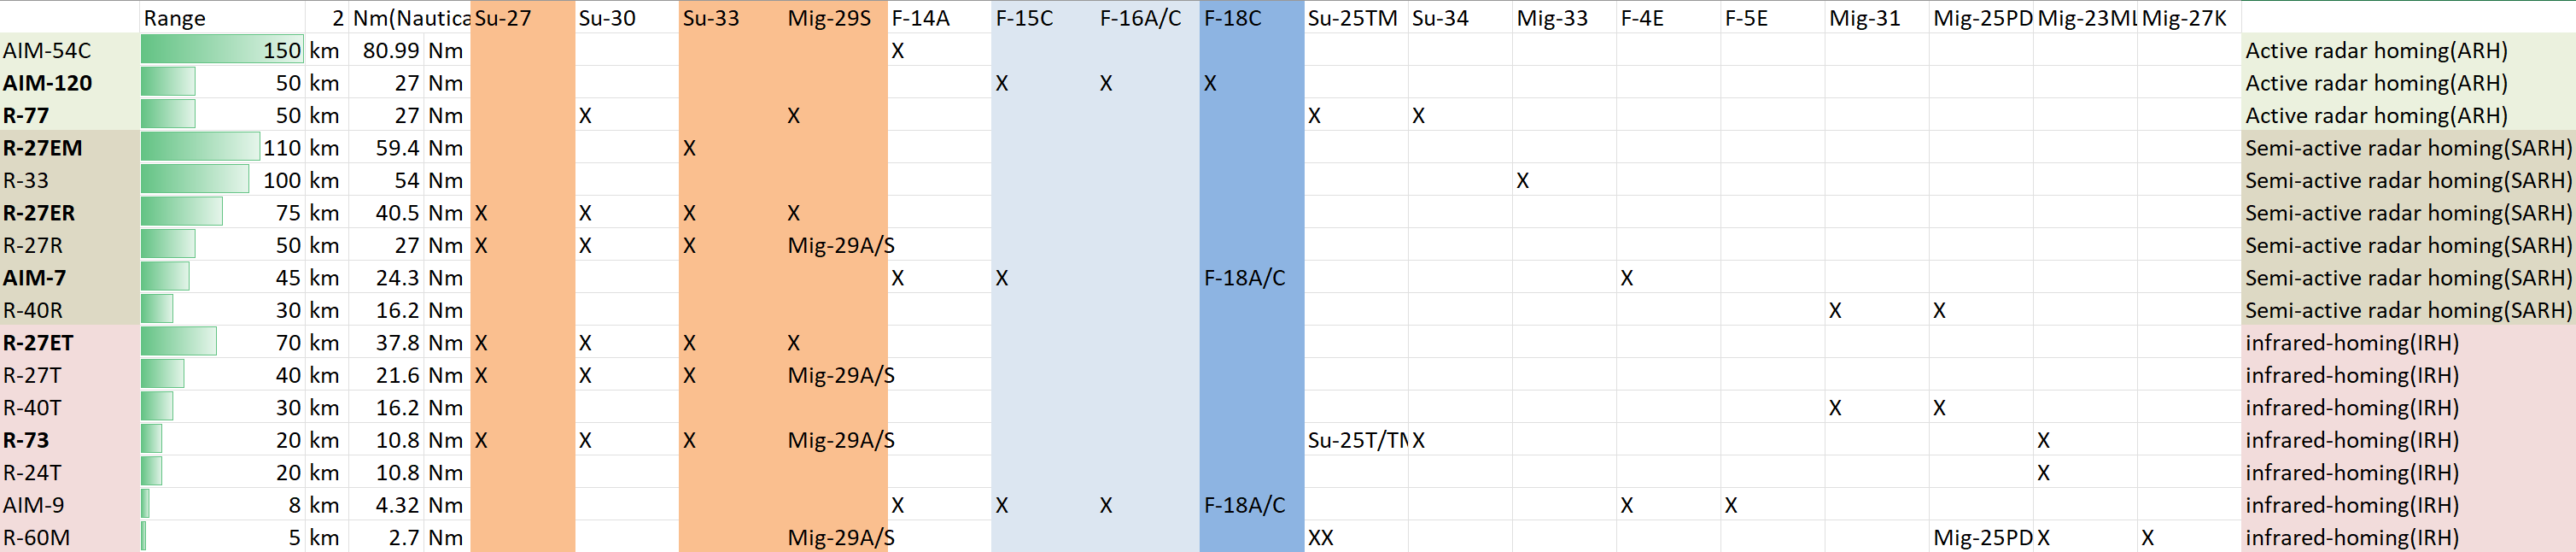 Range 2 Nm(Nautica Su-27 Su-30 Su-33 Mig-29S F-14A F-15C F-16A/C F-18C Su-25TM Su-34 Mig-33 F-4E F-5E Mig-31 Mig-25PD Mig-23ML Mig-27K
AIM-54C 150 km 80.99 Nm X Active radar homing(ARH)
AIM-120 50 km 27 Nm X X X Active radar homing(ARH)
R-77 50 km 27 Nm X X X X Active radar homing(ARH)
R-27EM 110 km 59.4 Nm X Semi-active radar homing(SARH)
R-33 100 km 54 Nm X Semi-active radar homing(SARH)
R-27ER 75 km 40.5 Nm X X X X Semi-active radar homing(SARH)
R-27R 50 km 27 Nm X X X Mig-29A/S Semi-active radar homing(SARH)
AIM-7 45 km 24.3 Nm X X F-18A/C X Semi-active radar homing(SARH)
R-40R 30 km 16.2 Nm X X Semi-active radar homing(SARH)
R-27ET 70 km 37.8 Nm X X X X infrared-homing(IRH)
R-27T 40 km 21.6 Nm X X X Mig-29A/S infrared-homing(IRH)
R-40T 30 km 16.2 Nm X X infrared-homing(IRH)
R-73 20 km 10.8 Nm X X X Mig-29A/S Su-25T/TM X X infrared-homing(IRH)
R-24T 20 km 10.8 Nm X infrared-homing(IRH)
AIM-9 8 km 4.32 Nm X X X F-18A/C X X infrared-homing(IRH)
R-60M 5 km 2.7 Nm Mig-29A/S XX Mig-25PD X X infrared-homing(IRH)